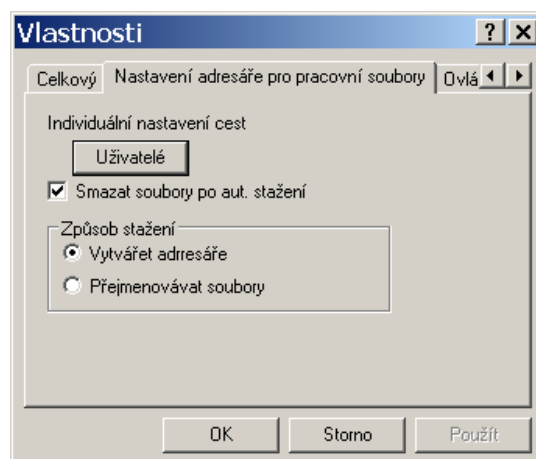 Vlastnosti
Celkový
Nastavení adresáře pro pracovní soubory
Ovlá
Individuální nastavení cest
Uživatelé
Smazat soubory po aut. stažení
Způsob stažení
Vytvářet adrresáře
Přejmenovávat soubory
OK
Storno
Použít